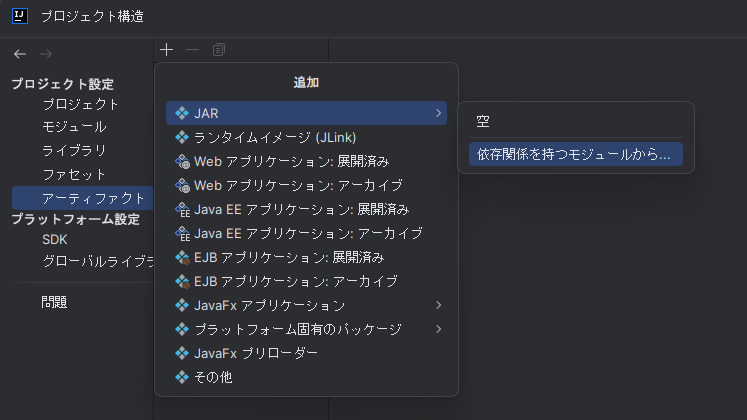 IJ
プロジェクト構造
プロジェクト設定
プロジェクト
モジュール
ライブラリ
ファセット
アーティファクト
プラットフォーム設定
SDK
グローバルライブラ
問題
追加
JAR
ランタイムイメージ (JLink)
Web アプリケーション: 展開済み
Web アプリケーション: アーカイブ
EE Java EE アプリケーション: 展開済み
EE Java EE アプリケーション: アーカイブ
EJB アプリケーション: 展開済み
EJB アプリケーション: アーカイブ
JavaFx アプリケーション
プラットフォーム固有のパッケージ
JavaFx プリローダー
その他
空
依存関係を持つモジュールから...